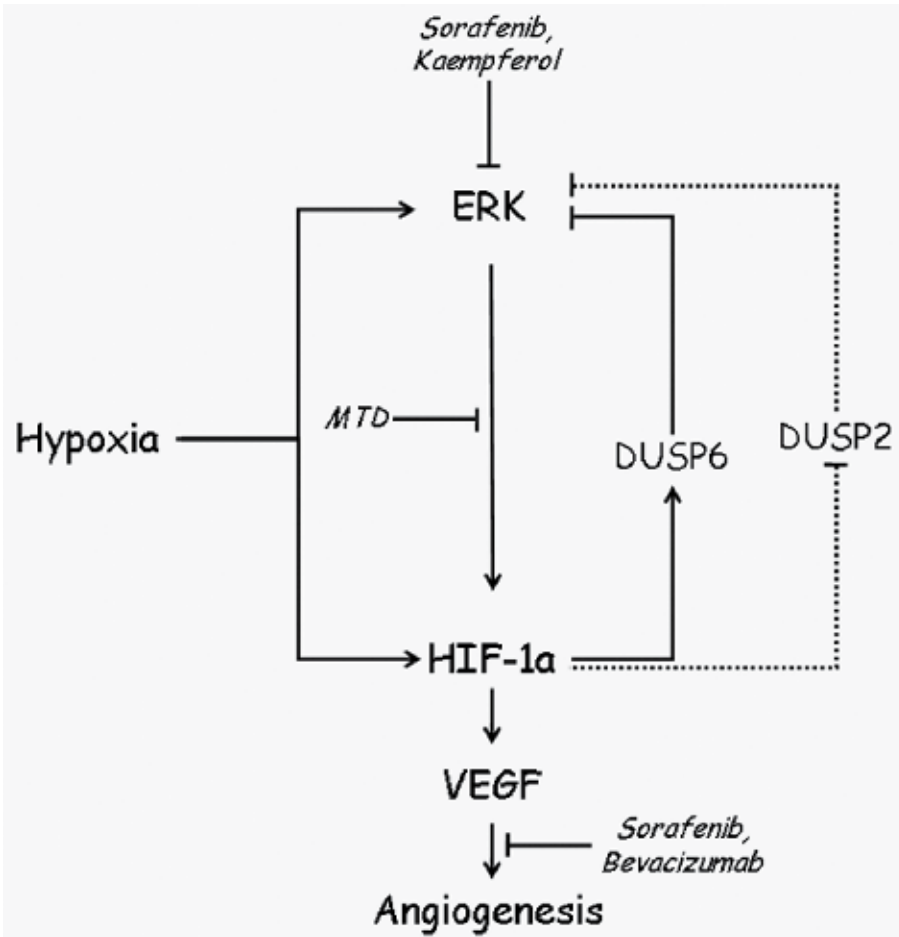 Sorafenib,
Kaempferol
ERK
MTD
Hypoxia
DUSP6
DUSP2
HIF-1a
VEGF
Sorafenib,
Bevacizumab
Angiogenesis